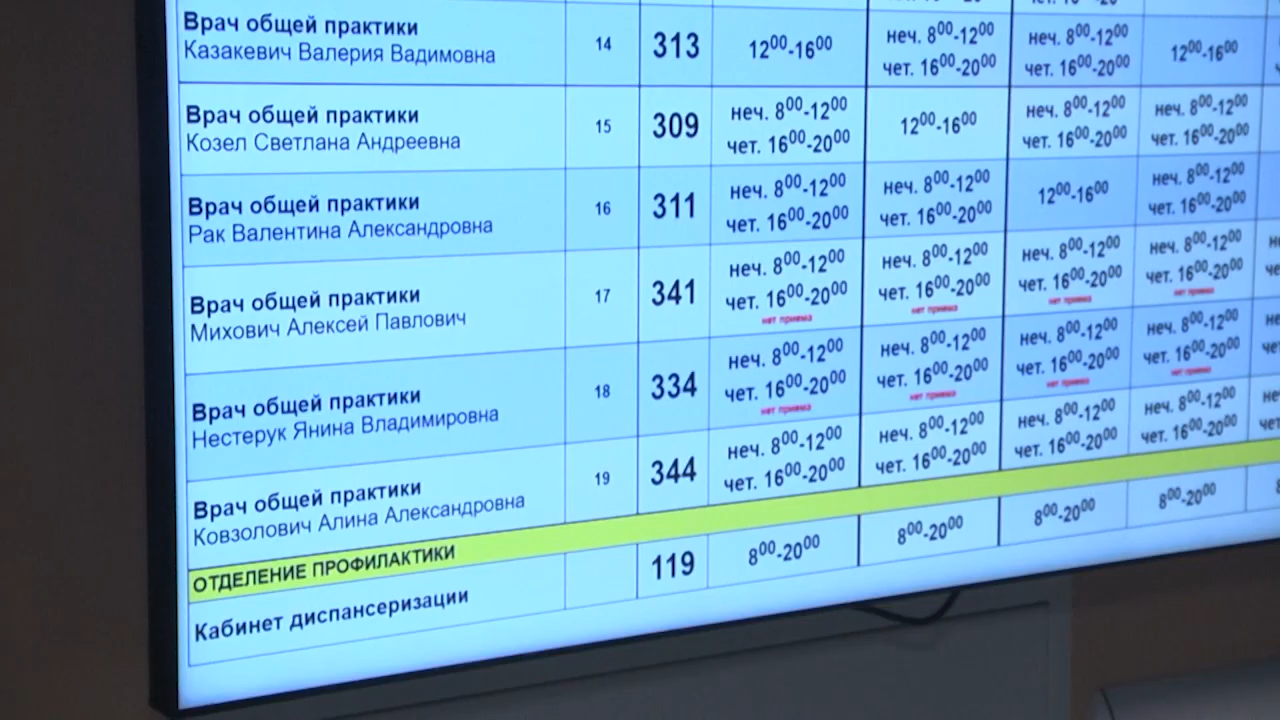 Врач общей практики
Казакевич Валерия Вадимовна
14
313
12⁰⁰-16⁰⁰
неч. 8⁰⁰-12⁰⁰
чет. 16⁰⁰-20⁰⁰
неч. 8⁰⁰-12⁰⁰
чет. 16⁰⁰-20⁰⁰
12⁰⁰-16⁰⁰
Врач общей практики
Козел Светлана Андреевна
15
309
неч. 8⁰⁰-12⁰⁰
чет. 16⁰⁰-20⁰⁰
12⁰⁰-16⁰⁰
неч. 8⁰⁰-12⁰⁰
чет. 16⁰⁰-20⁰⁰
неч. 8⁰⁰-12⁰⁰
чет. 16⁰⁰-20⁰⁰
Врач общей практики
Рак Валентина Александровна
16
311
неч. 8⁰⁰-12⁰⁰
чет. 16⁰⁰-20⁰⁰
неч. 8⁰⁰-12⁰⁰
чет. 16⁰⁰-20⁰⁰
12⁰⁰-16⁰⁰
неч. 8⁰⁰-12⁰⁰
чет. 16⁰⁰-20⁰⁰
Врач общей практики
Михович Алексей Павлович
17
341
неч. 8⁰⁰-12⁰⁰
чет. 16⁰⁰-20⁰⁰
нет приема
неч. 8⁰⁰-12⁰⁰
чет. 16⁰⁰-20⁰⁰
нет приема
неч. 8⁰⁰-12⁰⁰
чет. 16⁰⁰-20⁰⁰
нет приема
неч. 8⁰⁰-12⁰⁰
чет. 16⁰⁰-20⁰⁰
нет приема
Врач общей практики
Нестерук Янина Владимировна
18
334
неч. 8⁰⁰-12⁰⁰
чет. 16⁰⁰-20⁰⁰
нет приема
неч. 8⁰⁰-12⁰⁰
чет. 16⁰⁰-20⁰⁰
нет приема
неч. 8⁰⁰-12⁰⁰
чет. 16⁰⁰-20⁰⁰
нет приема
неч. 8⁰⁰-12⁰⁰
чет. 16⁰⁰-20⁰⁰
нет приема
Врач общей практики
Ковзолович Алина Александровна
19
344
неч. 8⁰⁰-12⁰⁰
чет. 16⁰⁰-20⁰⁰
неч. 8⁰⁰-12⁰⁰
чет. 16⁰⁰-20⁰⁰
неч. 8⁰⁰-12⁰⁰
чет. 16⁰⁰-20⁰⁰
неч. 8⁰⁰-12⁰⁰
чет. 16⁰⁰-20⁰⁰
ОТДЕЛЕНИЕ ПРОФИЛАКТИКИ
Кабинет диспансеризации
119
8⁰⁰-20⁰⁰
8⁰⁰-20⁰⁰
8⁰⁰-20⁰⁰
8⁰⁰-20⁰⁰